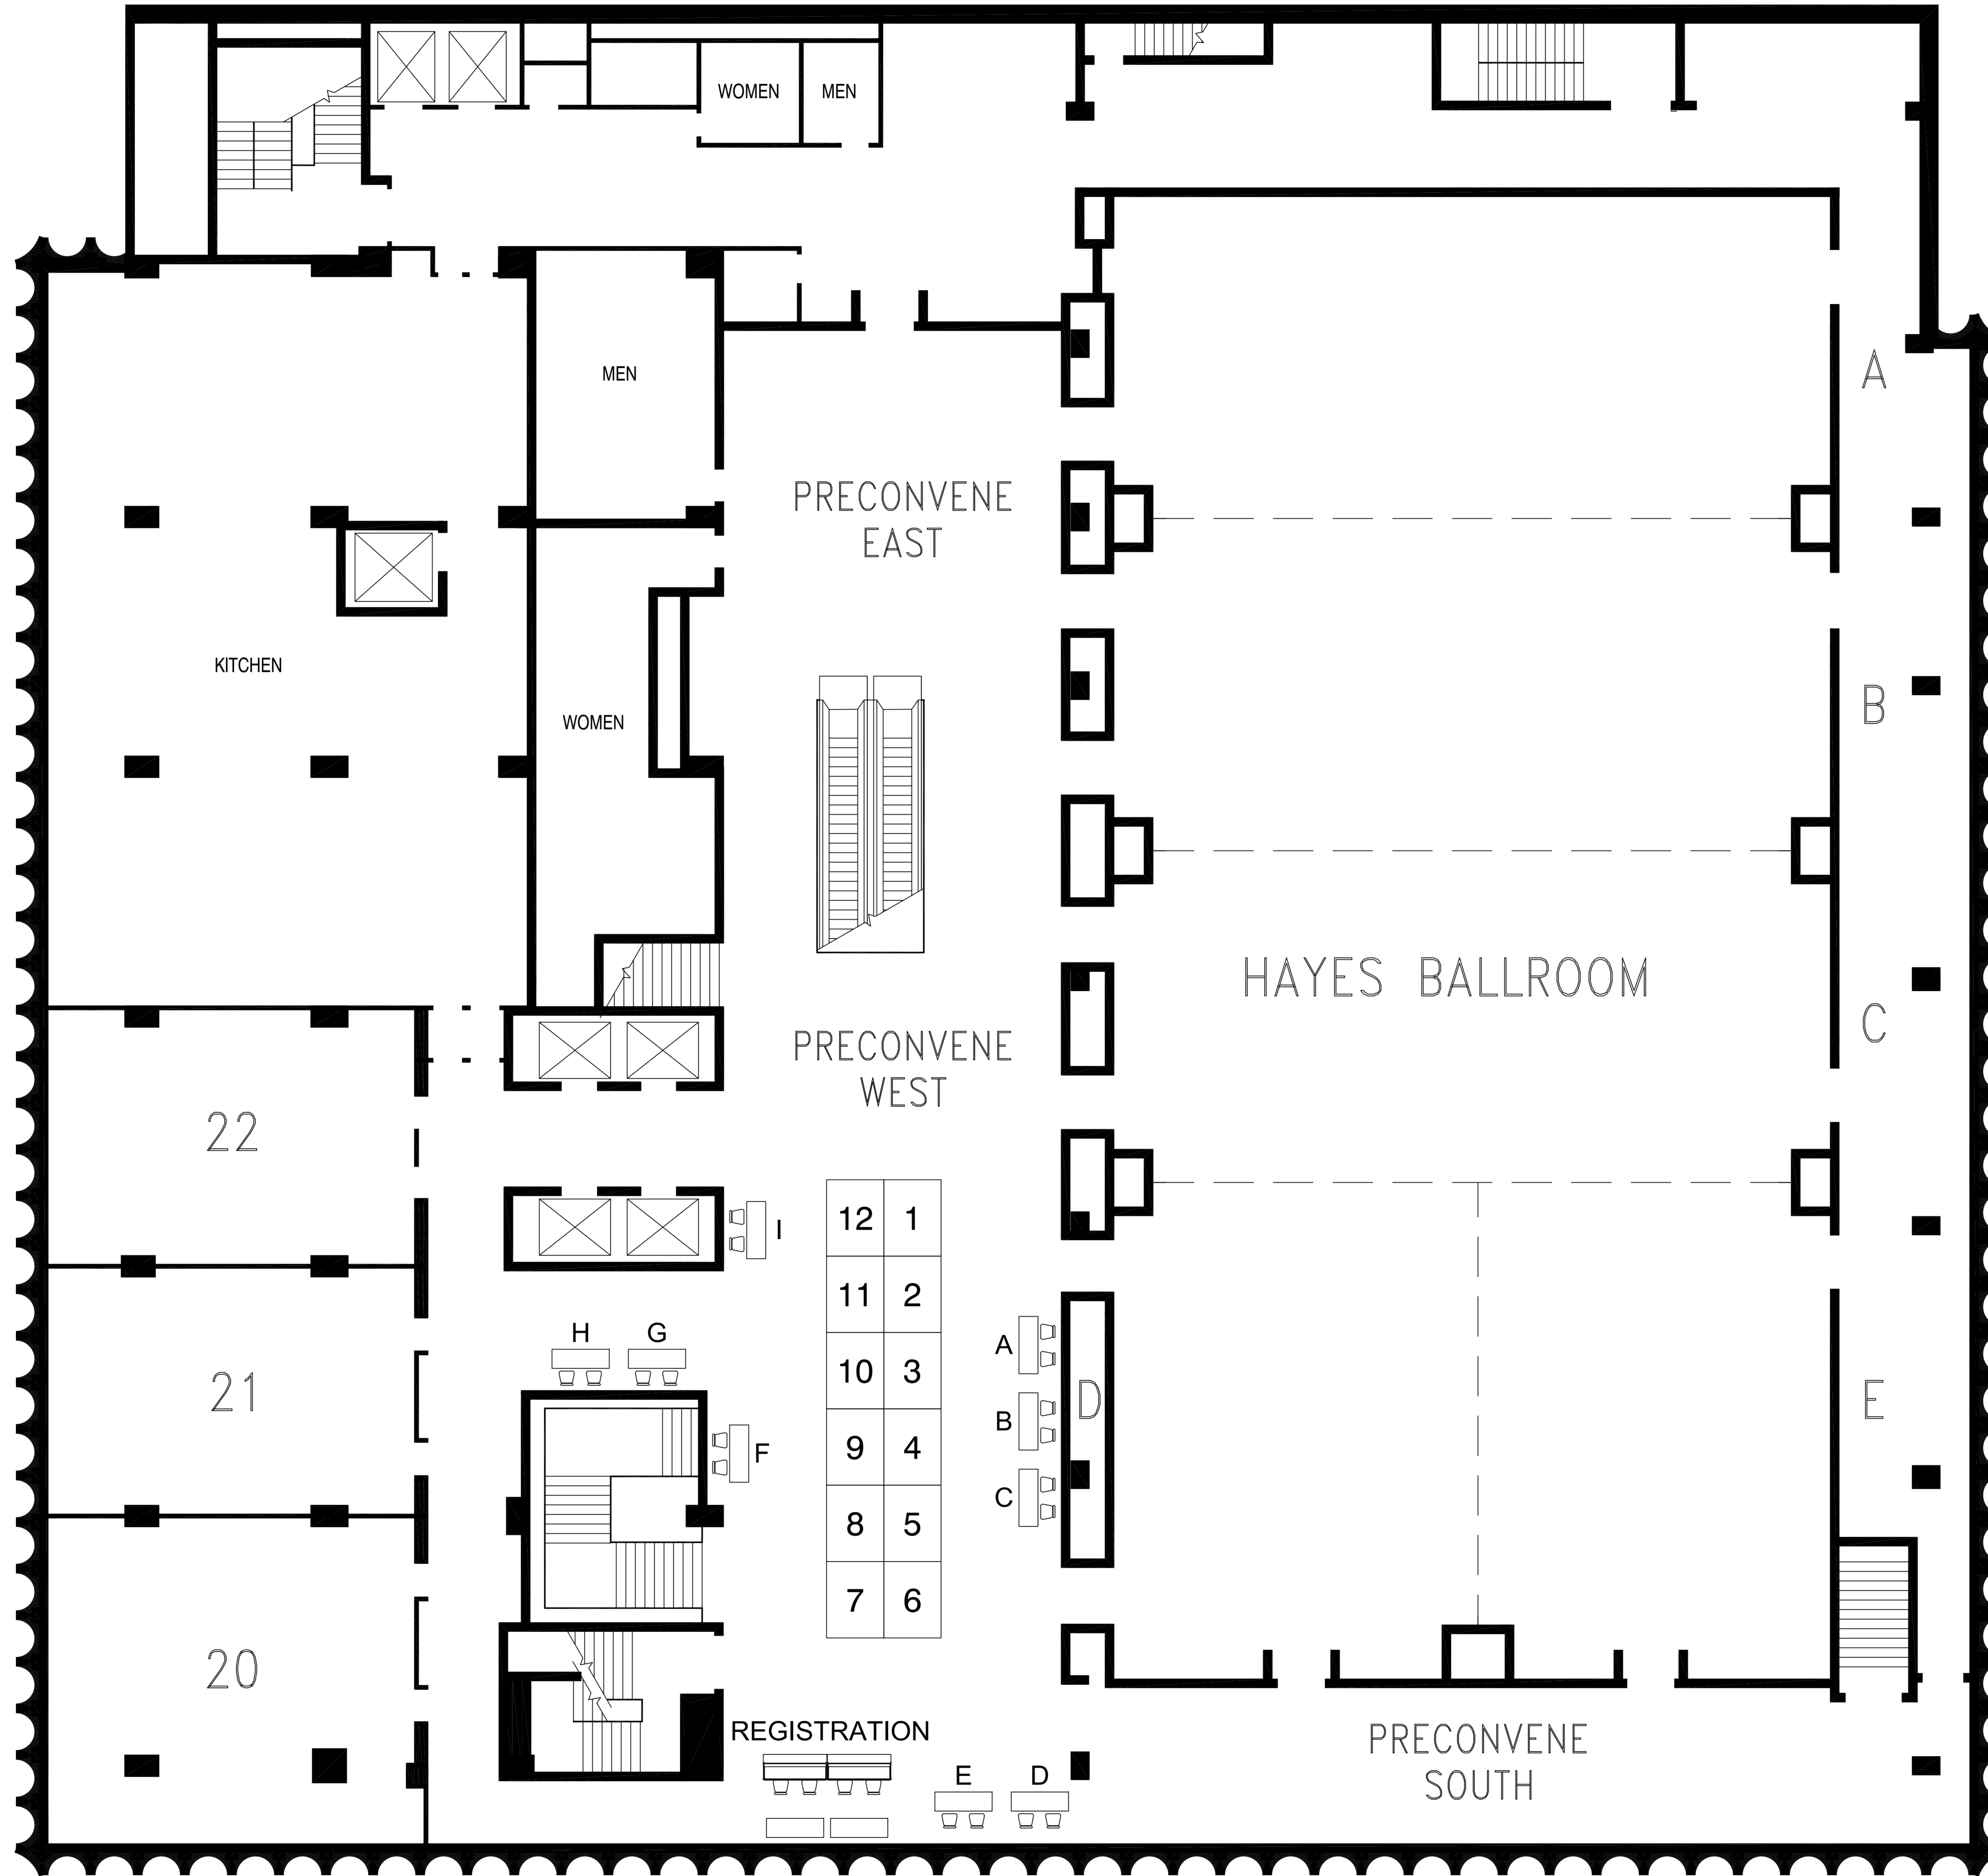 WOMEN
MEN
A
MEN
PRECONVENE
EAST
KITCHEN
B
WOMEN
HAYES BALLROOM
C
PRECONVENE
WEST
22
12 1
I
11 2
H G
A
10 3
21
D
E
B
F
9 4
C
8 5
7 6
20
REGISTRATION
PRECONVENE
SOUTH
E D